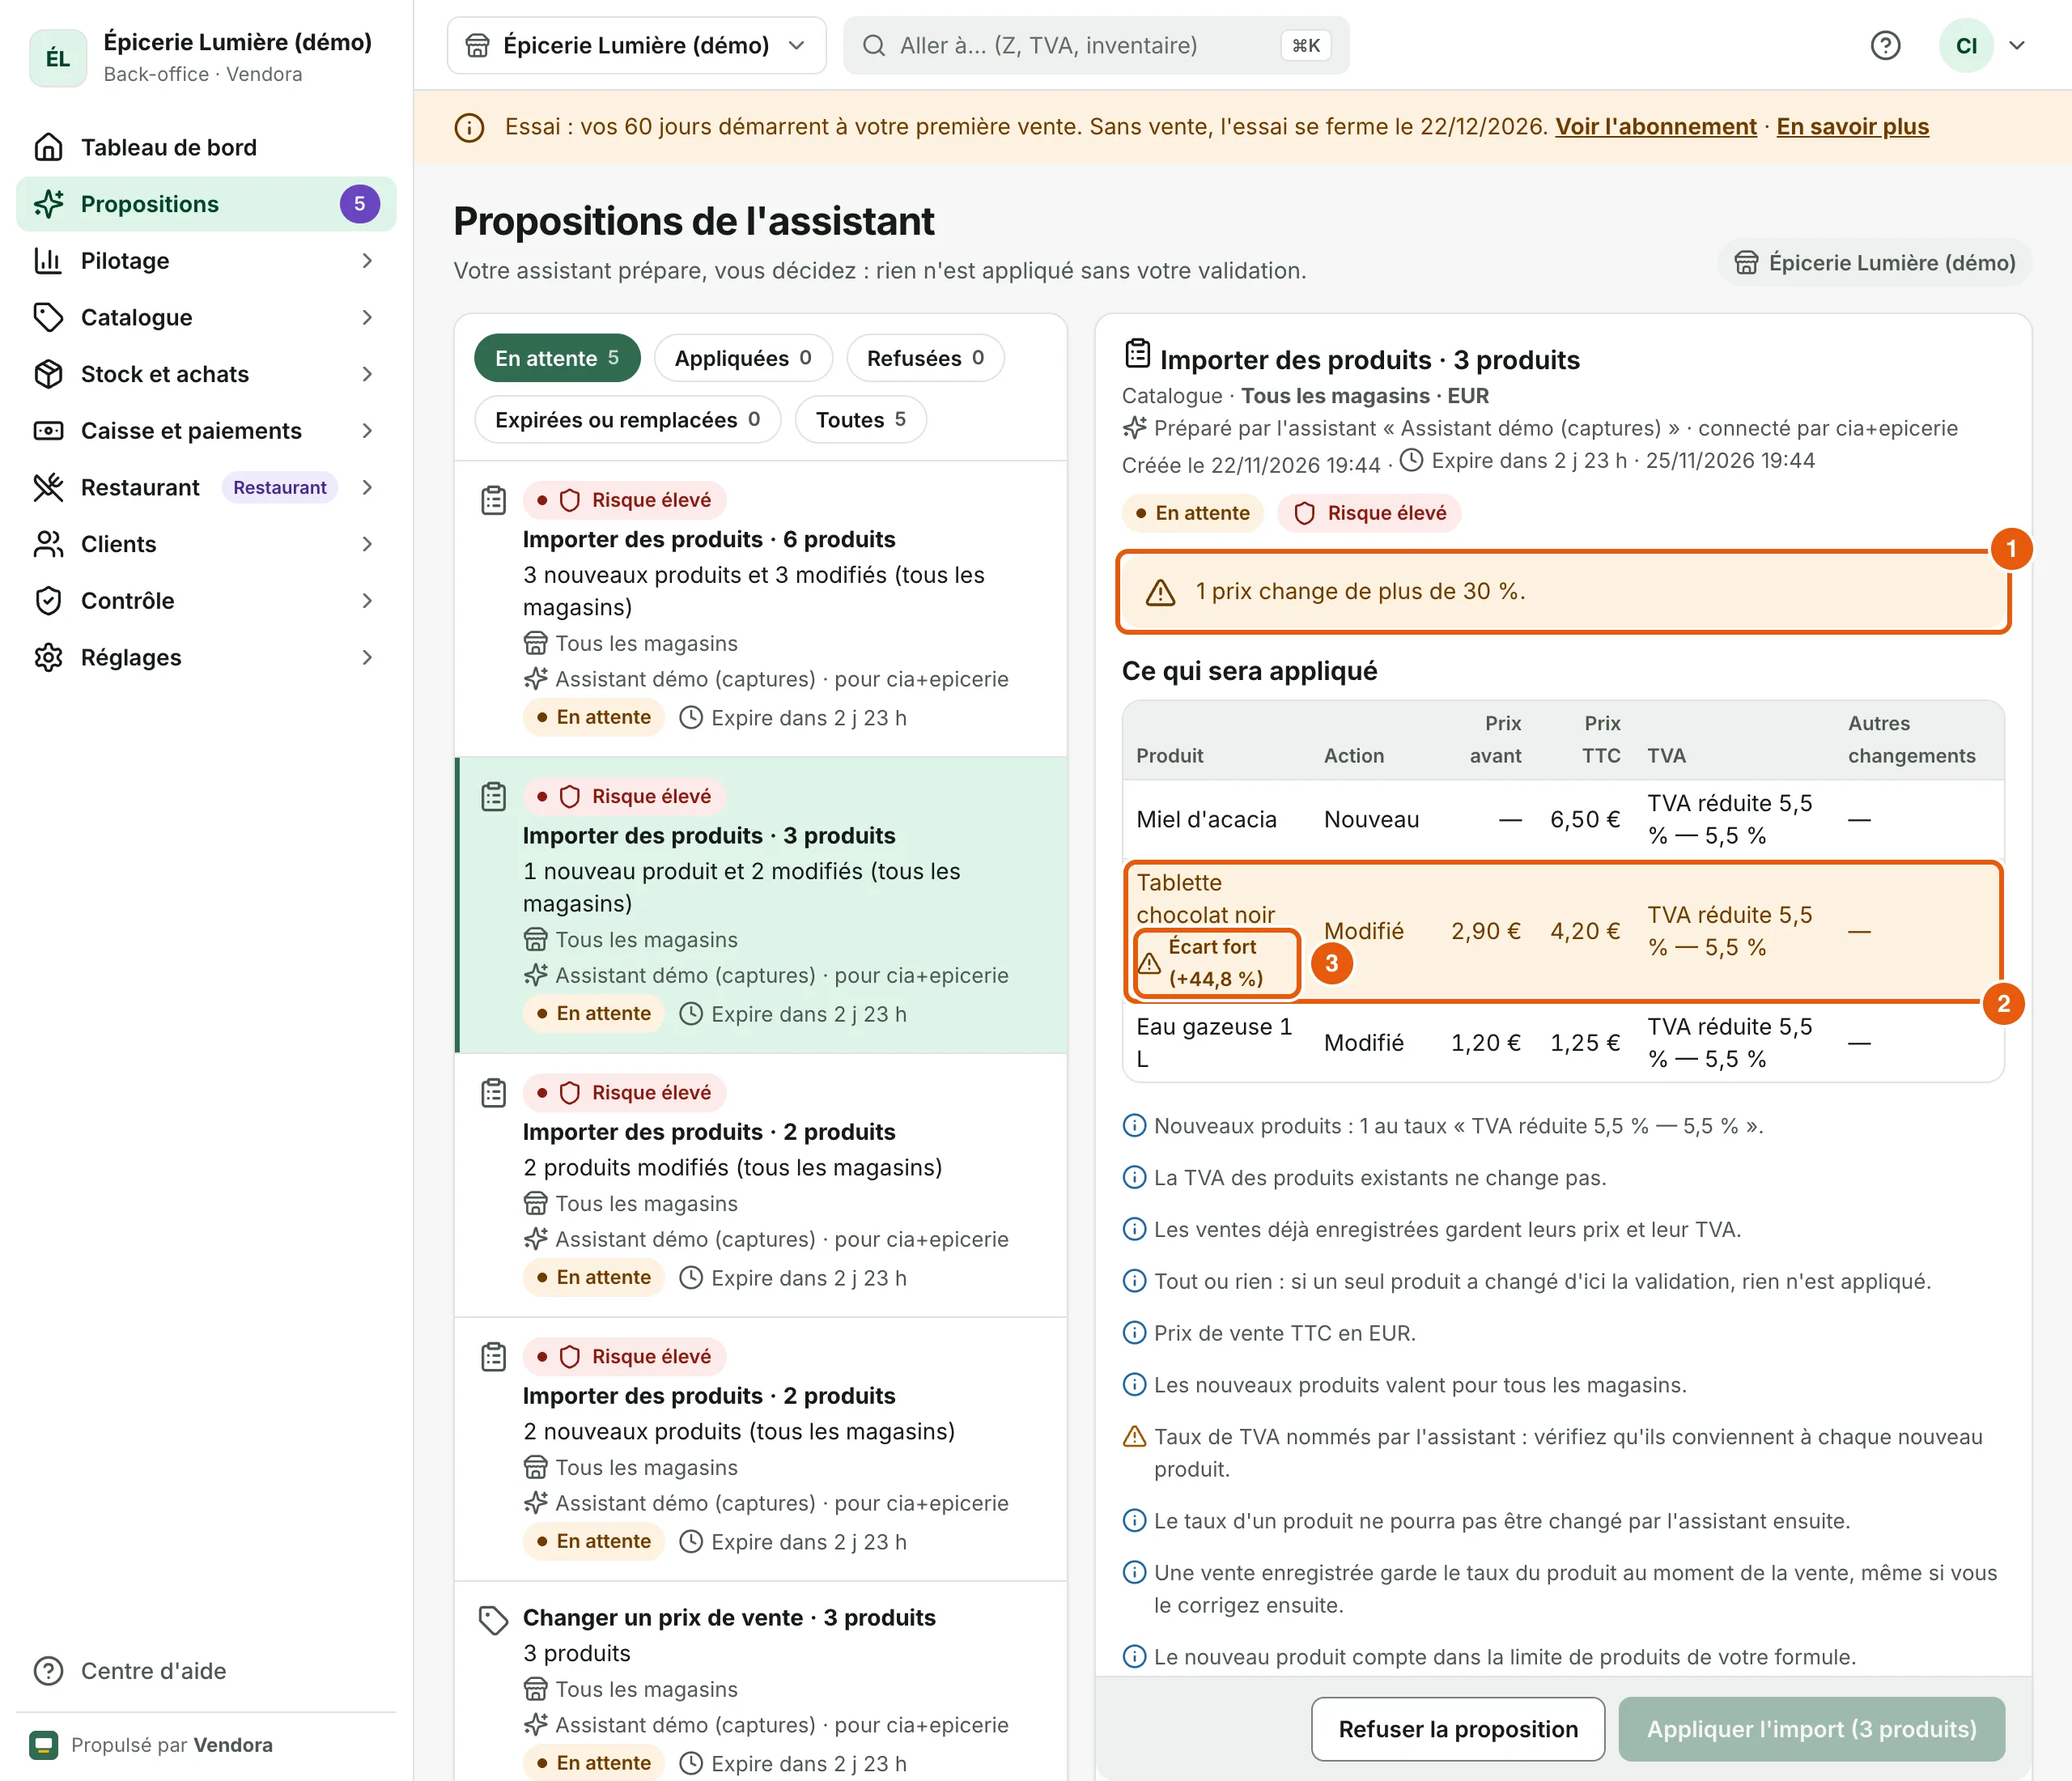 ÉL
Épicerie Lumière (démo)
Back-office · Vendora
Tableau de bord
Propositions 5
Pilotage
Catalogue
Stock et achats
Caisse et paiements
Restaurant Restaurant
Clients
Contrôle
Réglages
Centre d'aide
Propulsé par Vendora
Épicerie Lumière (démo)
Aller à... (Z, TVA, inventaire) ⌘K
CI
Essai : vos 60 jours démarrent à votre première vente. Sans vente, l'essai se ferme le 22/12/2026. Voir l'abonnement · En savoir plus
Propositions de l'assistant
Votre assistant prépare, vous décidez : rien n'est appliqué sans votre validation.
Épicerie Lumière (démo)
En attente 5 Appliquées 0 Refusées 0
Expirées ou remplacées 0 Toutes 5
Risque élevé
Importer des produits · 6 produits
3 nouveaux produits et 3 modifiés (tous les
magasins)
Tous les magasins
Assistant démo (captures) · pour cia+epicerie
En attente Expire dans 2 j 23 h
Risque élevé
Importer des produits · 3 produits
1 nouveau produit et 2 modifiés (tous les
magasins)
Tous les magasins
Assistant démo (captures) · pour cia+epicerie
En attente Expire dans 2 j 23 h
Risque élevé
Importer des produits · 2 produits
2 produits modifiés (tous les magasins)
Tous les magasins
Assistant démo (captures) · pour cia+epicerie
En attente Expire dans 2 j 23 h
Risque élevé
Importer des produits · 2 produits
2 nouveaux produits (tous les magasins)
Tous les magasins
Assistant démo (captures) · pour cia+epicerie
En attente Expire dans 2 j 23 h
Changer un prix de vente · 3 produits
3 produits
Tous les magasins
Assistant démo (captures) · pour cia+epicerie
En attente Expire dans 2 j 23 h
Importer des produits · 3 produits
Catalogue · Tous les magasins · EUR
Préparé par l'assistant « Assistant démo (captures) » · connecté par cia+epicerie
Créée le 22/11/2026 19:44 · Expire dans 2 j 23 h · 25/11/2026 19:44
En attente Risque élevé
1
1 prix change de plus de 30 %.
Ce qui sera appliqué
Prix Prix Autres
Produit Action avant TTC TVA changements
Miel d'acacia Nouveau — 6,50 € TVA réduite 5,5
% — 5,5 % —
Tablette
chocolat noir Modifié 2,90 € 4,20 € TVA réduite 5,5
% — 5,5 % —
Écart fort
(+44,8 %)
3
2
Eau gazeuse 1
L Modifié 1,20 € 1,25 € TVA réduite 5,5
% — 5,5 % —
Nouveaux produits : 1 au taux « TVA réduite 5,5 % — 5,5 % ».
La TVA des produits existants ne change pas.
Les ventes déjà enregistrées gardent leurs prix et leur TVA.
Tout ou rien : si un seul produit a changé d'ici la validation, rien n'est appliqué.
Prix de vente TTC en EUR.
Les nouveaux produits valent pour tous les magasins.
Taux de TVA nommés par l'assistant : vérifiez qu'ils conviennent à chaque nouveau
produit.
Le taux d'un produit ne pourra pas être changé par l'assistant ensuite.
Une vente enregistrée garde le taux du produit au moment de la vente, même si vous
le corrigez ensuite.
Le nouveau produit compte dans la limite de produits de votre formule.
Refuser la proposition Appliquer l'import (3 produits)